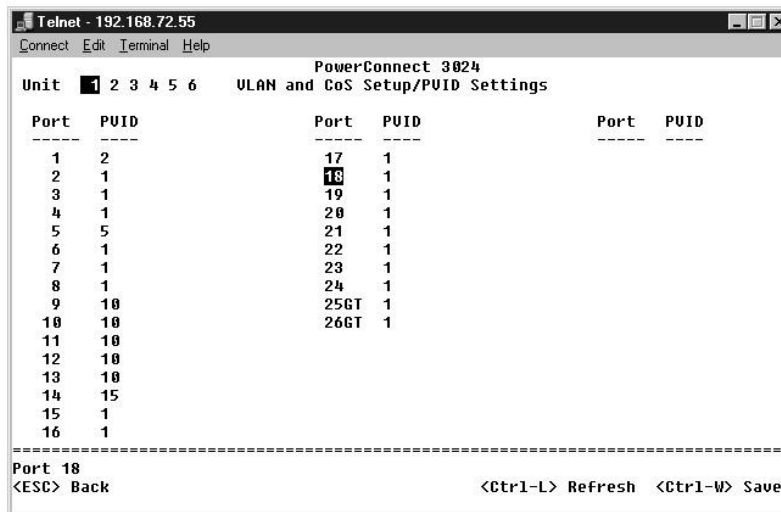 Telnet - 192.168.72.55
Connect Edit Terminal Help
PowerConnect 3024
Unit 1 2 3 4 5 6 VLAN and CoS Setup/PVID Settings
Port PVID Port PVID Port PVID
----- ---- ----- ---- ----- ----
1 2 17 1
2 1 18 1
3 1 19 1
4 1 20 1
5 5 21 1
6 1 22 1
7 1 23 1
8 1 24 1
9 10 25GT 1
10 10 26GT 1
11 10
12 10
13 10
14 15
15 1
16 1
================================================================================
Port 18
<ESC> Back <Ctrl-L> Refresh <Ctrl-W> Save